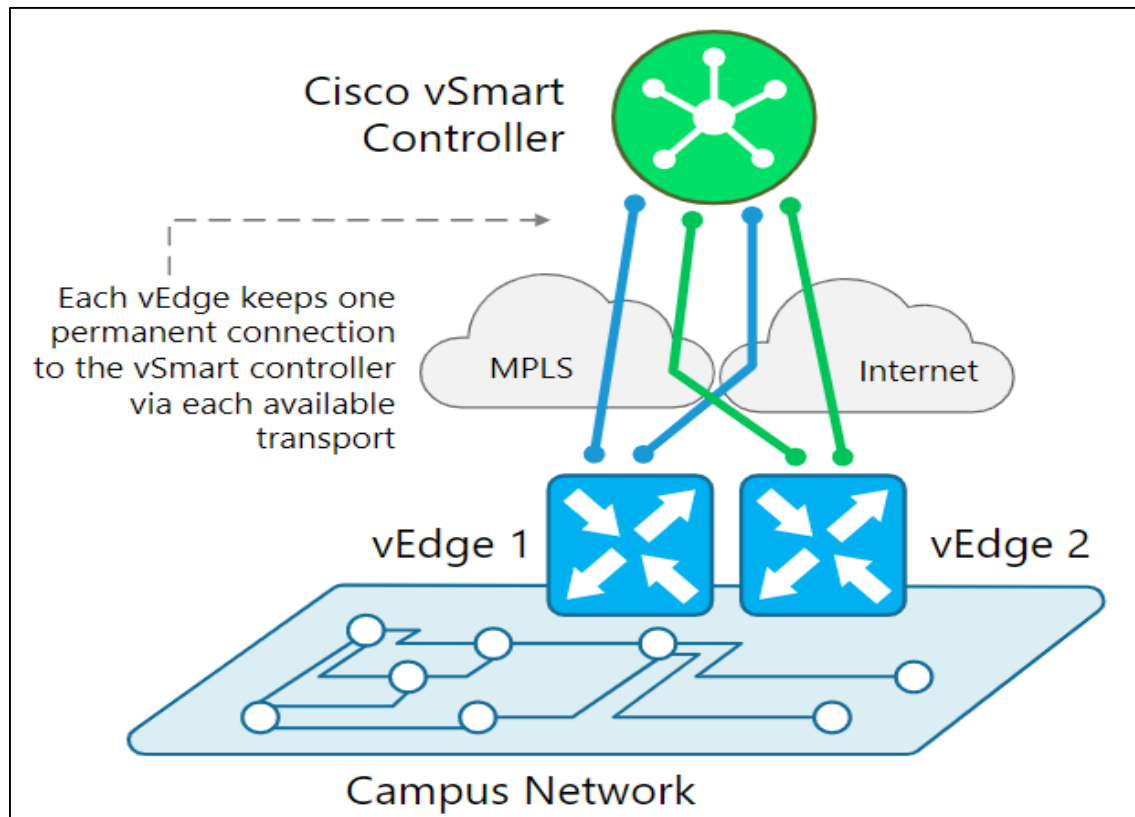 Cisco vSmart
Controller
Each vEdge keeps one
permanent connection
to the vSmart controller
via each available
transport
MPLS
Internet
vEdge 1
vEdge 2
Campus Network